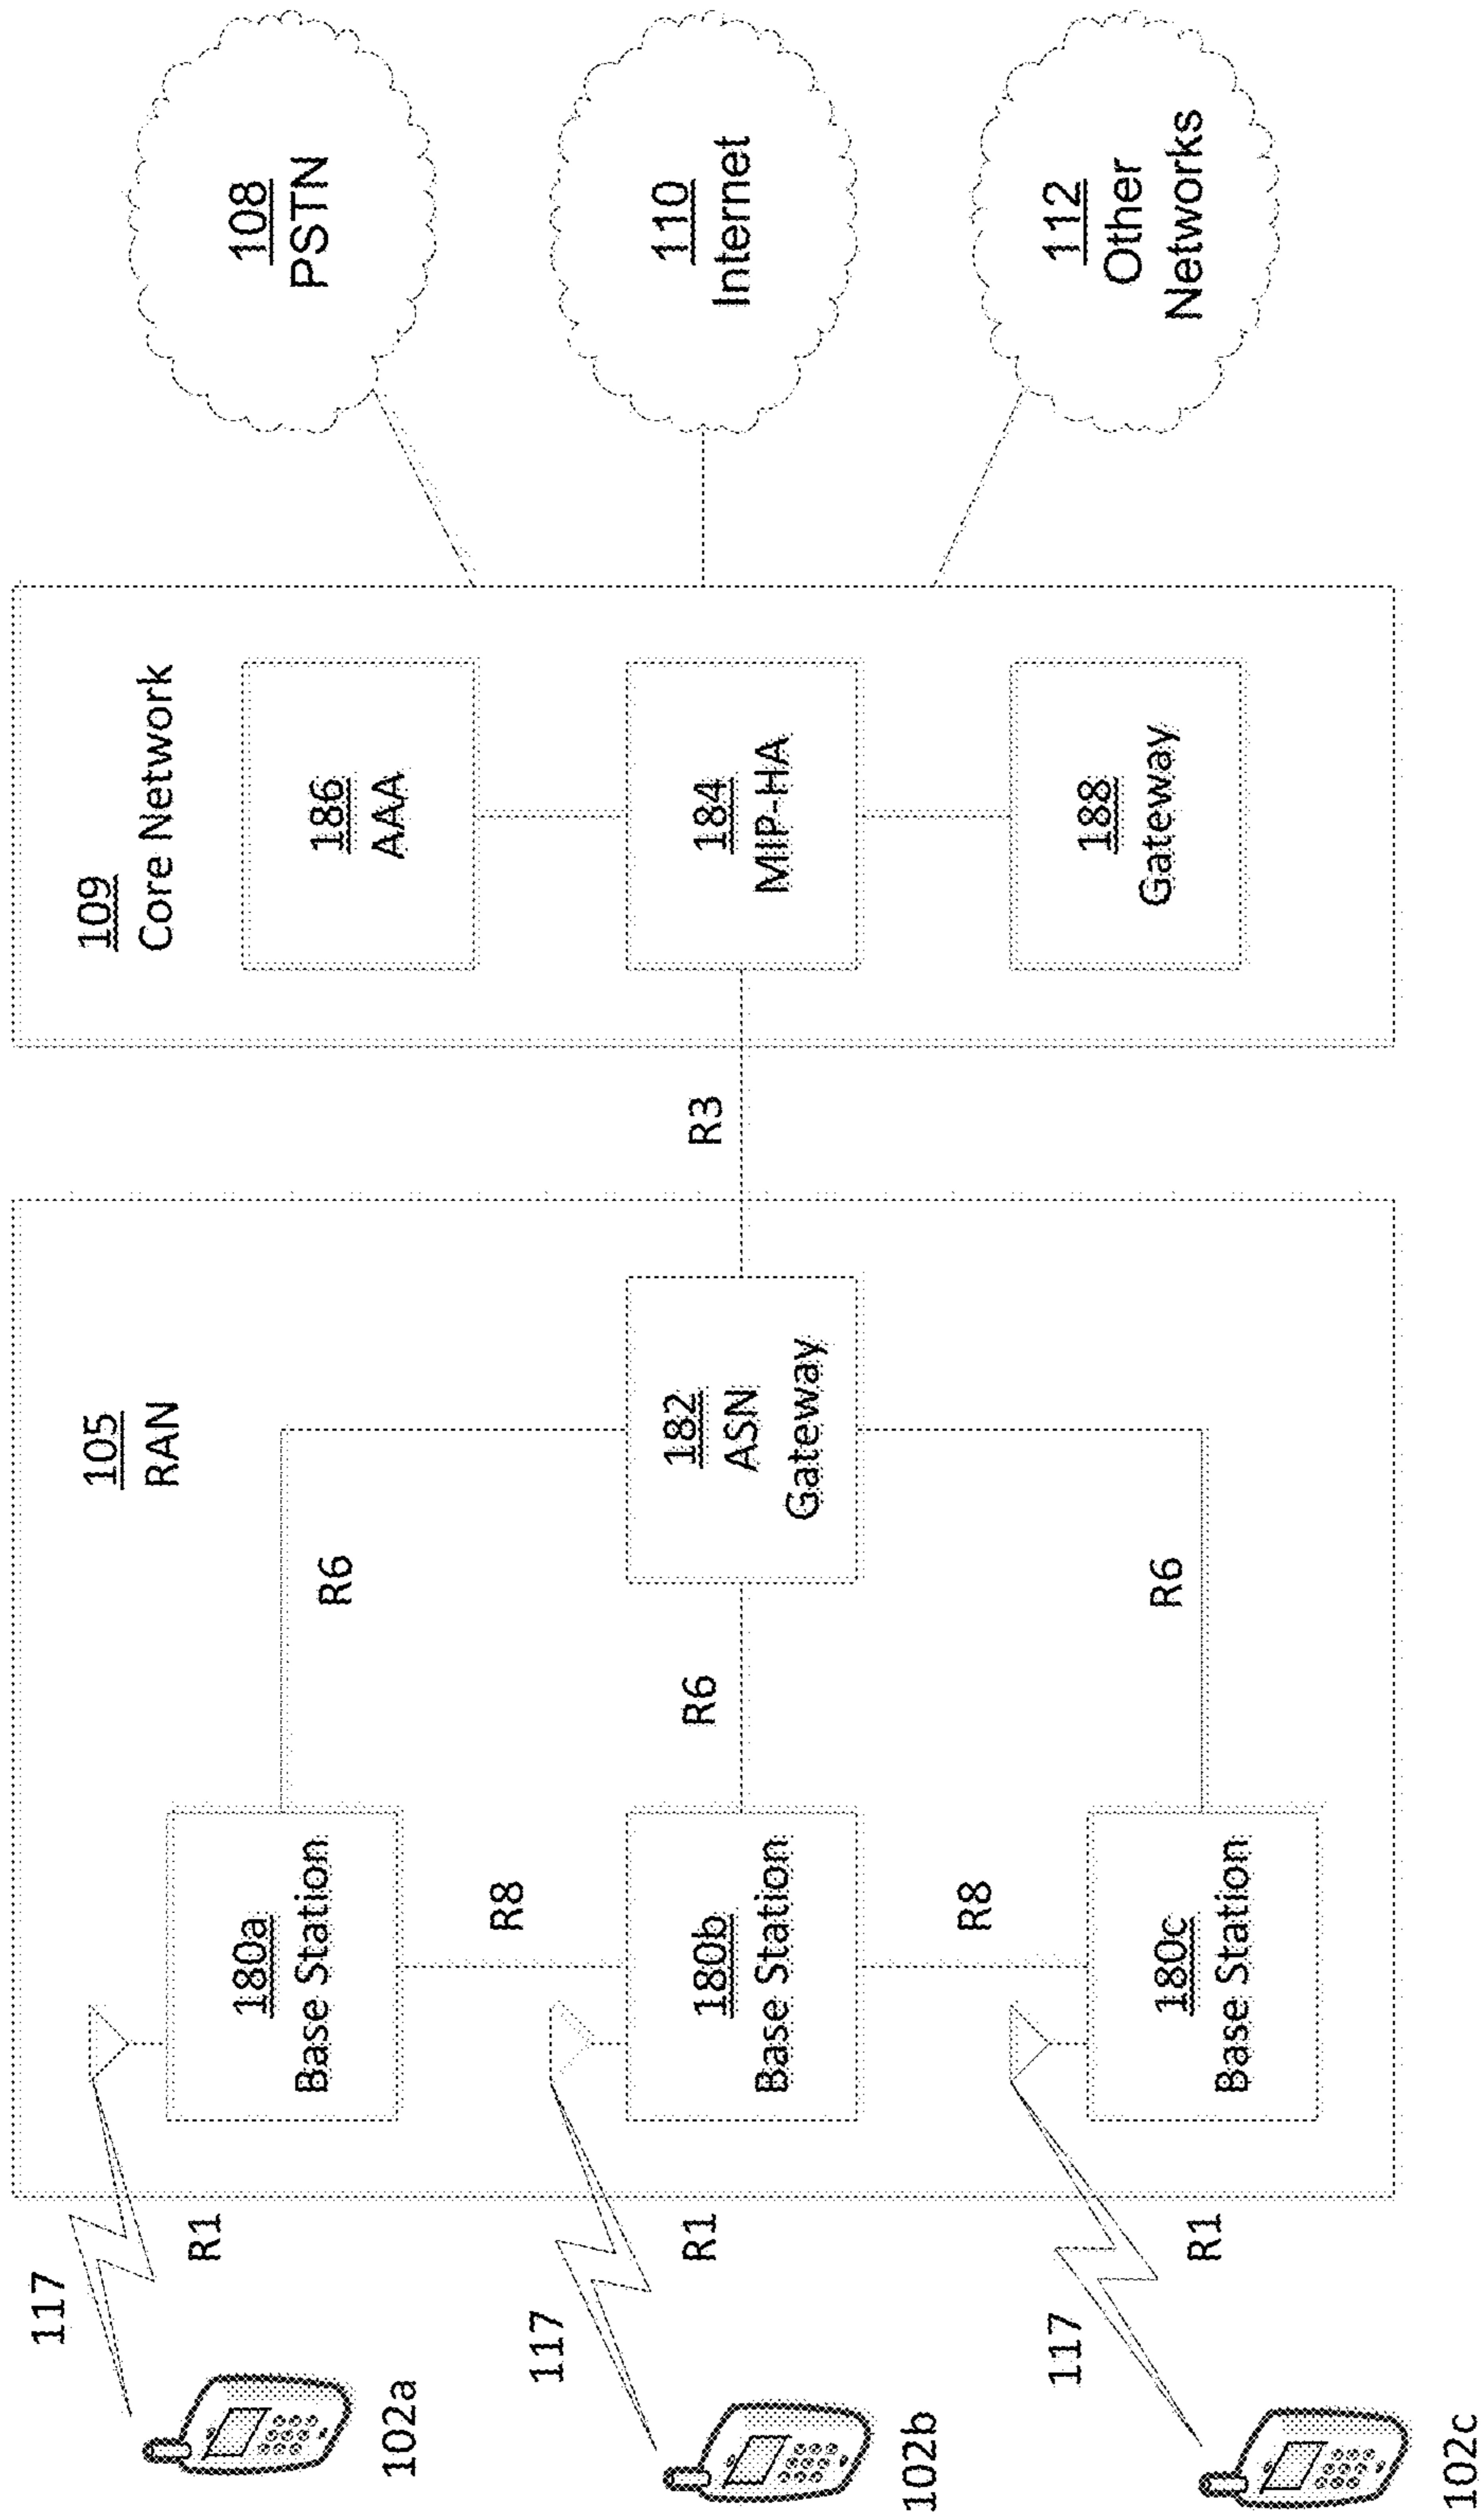 117
R1
102a
117
R1
102b
117
R1
102c
105
RAN
180a
Base Station
R8
180b
Base Station
R8
180c
Base Station
R6
R6
R6
182
ASN
Gateway
R3
109
Core Network
186
AAA
184
MIP-HA
188
Gateway
108
PSTN
110
Internet
112
Other
Networks